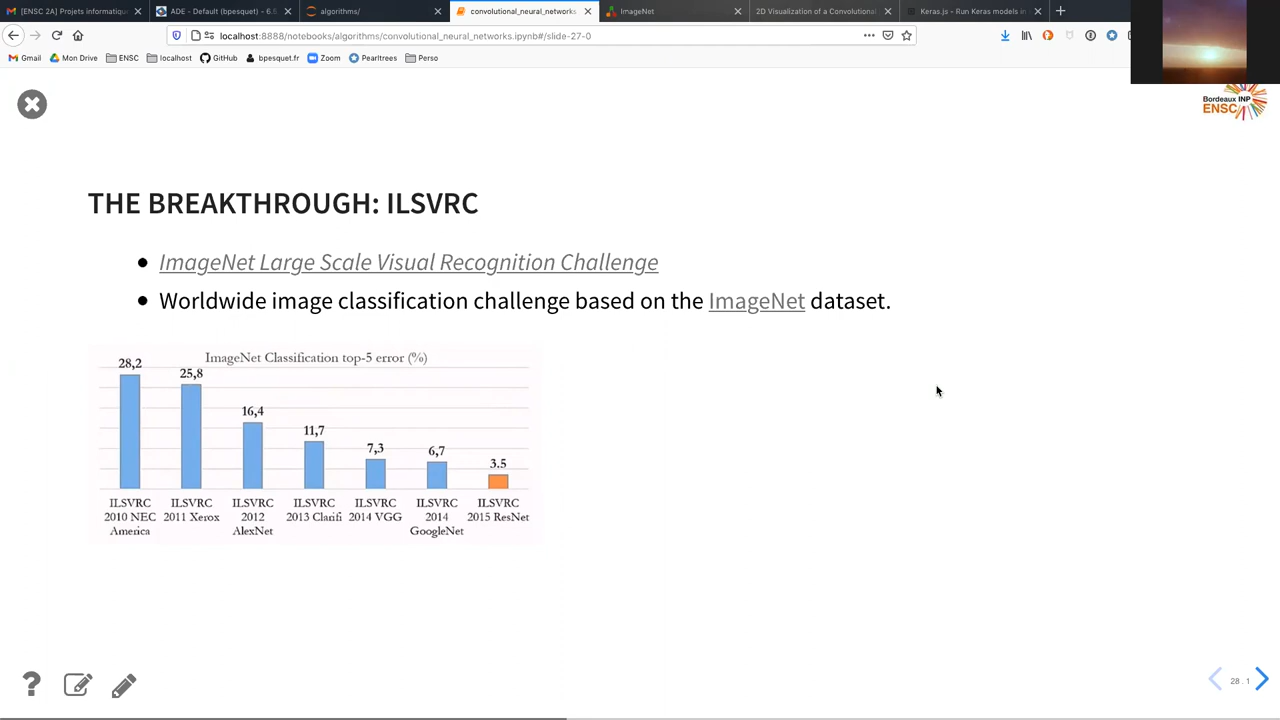 [ENSC 2A] Projets informatiqu
ADE - Default (bpesquet) - 6.5
algorithms/
convolutional_neural_networks.
ImageNet
2D Visualization of a Convolutional
Keras.js - Run Keras models in
localhost:8888/notebooks/algorithms/convolutional_neural_networks.ipynb#/slide-27-0
Gmail
Mon Drive
ENSC
localhost
GitHub
bpesquet.fr
Zoom
Pearltrees
Perso
Bordeaux INP
ENSC
THE BREAKTHROUGH: ILSVRC
• ImageNet Large Scale Visual Recognition Challenge
• Worldwide image classification challenge based on the ImageNet dataset.
ImageNet Classification top-5 error (%)
28,2
25,8
16,4
11,7
7,3
6,7
3.5
ILSVRC
2010 NEC
America
ILSVRC
2011 Xerox
ILSVRC
2012
AlexNet
ILSVRC
2013 Clarifi
ILSVRC
2014 VGG
ILSVRC
2014
GoogleNet
ILSVRC
2015 ResNet
28 . 1